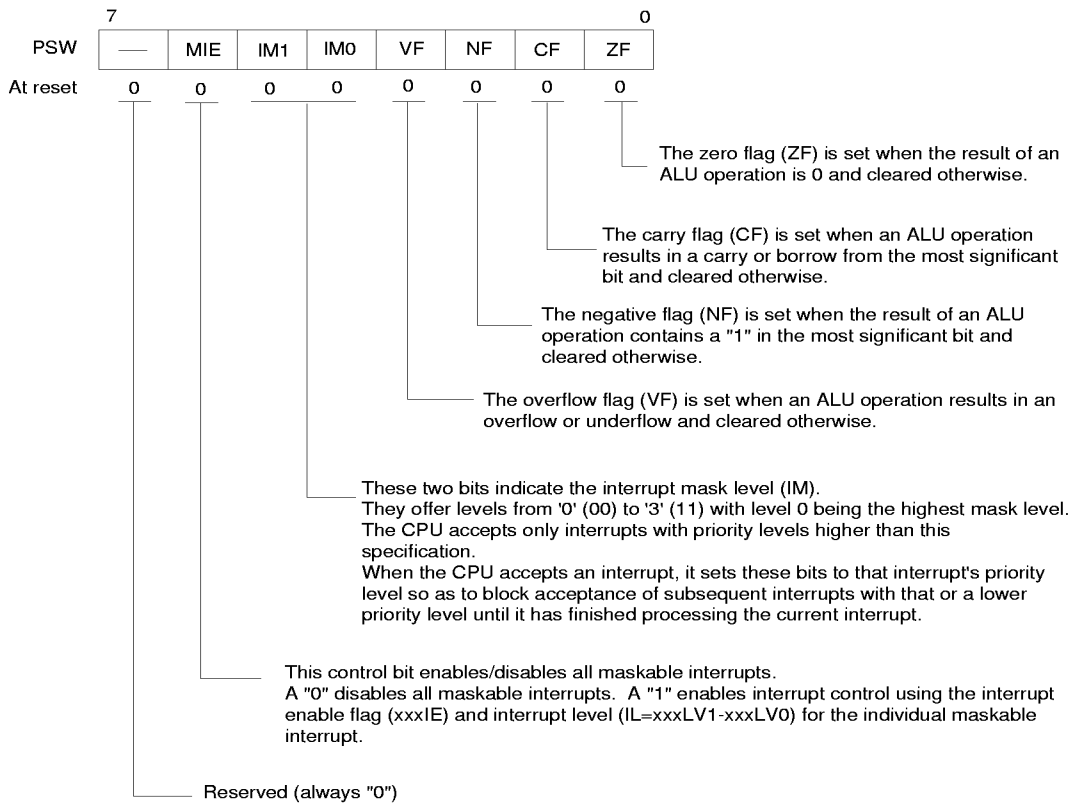 7 0
PSW — MIE IM1 IM0 VF NF CF ZF
At reset 0 0 0 0 0 0 0 0
The zero flag (ZF) is set when the result of an
ALU operation is 0 and cleared otherwise.
The carry flag (CF) is set when an ALU operation
results in a carry or borrow from the most significant
bit and cleared otherwise.
The negative flag (NF) is set when the result of an ALU
operation contains a "1" in the most significant bit and
cleared otherwise.
The overflow flag (VF) is set when an ALU operation results in an
overflow or underflow and cleared otherwise.
These two bits indicate the interrupt mask level (IM).
They offer levels from '0' (00) to '3' (11) with level 0 being the highest mask level.
The CPU accepts only interrupts with priority levels higher than this
specification.
When the CPU accepts an interrupt, it sets these bits to that interrupt's priority
level so as to block acceptance of subsequent interrupts with that or a lower
priority level until it has finished processing the current interrupt.
This control bit enables/disables all maskable interrupts.
A "0" disables all maskable interrupts. A "1" enables interrupt control using the interrupt
enable flag (xxxIE) and interrupt level (IL=xxxLV1-xxxLV0) for the individual maskable
interrupt.
Reserved (always "0")